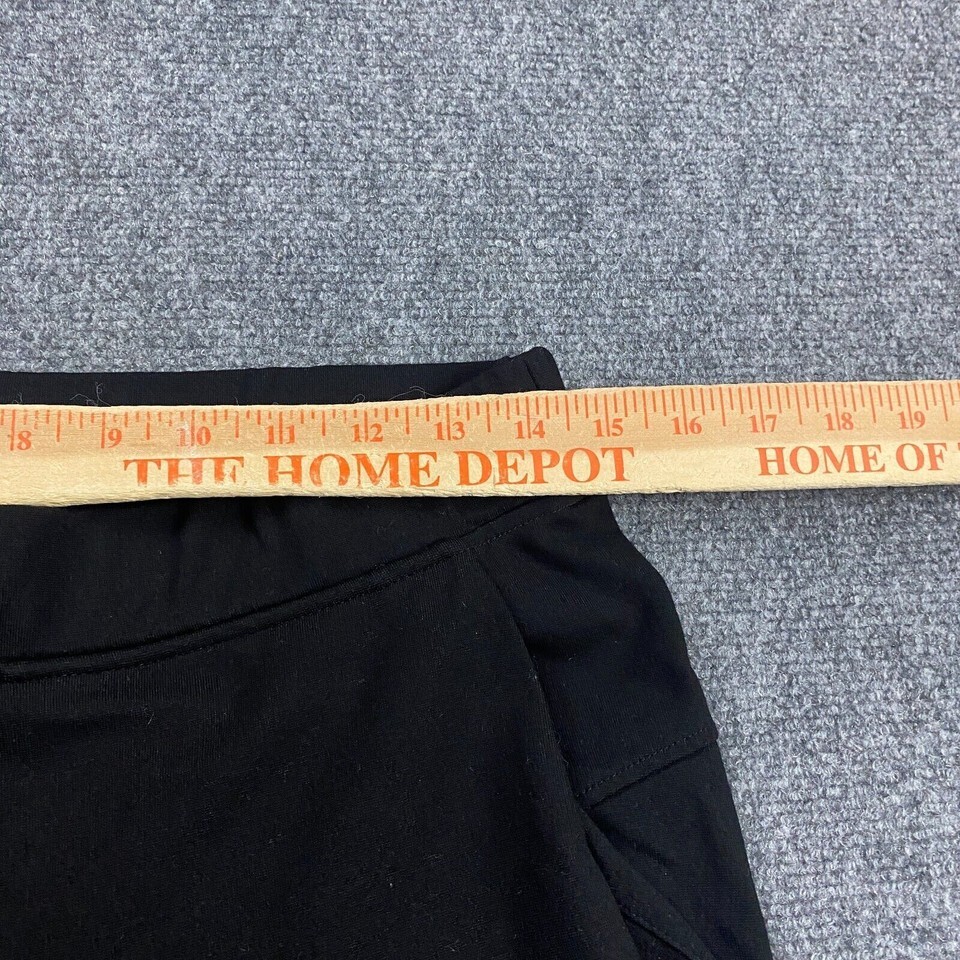 8 9 10 11 12 13 14 15 16 17 18 19
THE HOME DEPOT HOME OF